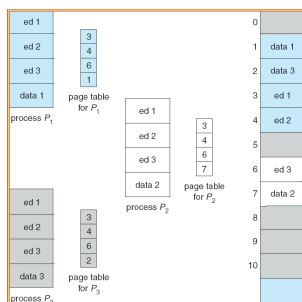 ed 1
ed 2
ed 3
data 1
process P1
3
4
6
1
page table
for P1
ed 1
ed 2
ed 3
data 2
process P2
3
4
6
7
page table
for P2
ed 1
ed 2
ed 3
data 3
process P
3
4
6
2
page table
for P3
0
1 data 1
2 data 3
3 ed 1
4 ed 2
5
6 ed 3
7 data 2
8
9
10